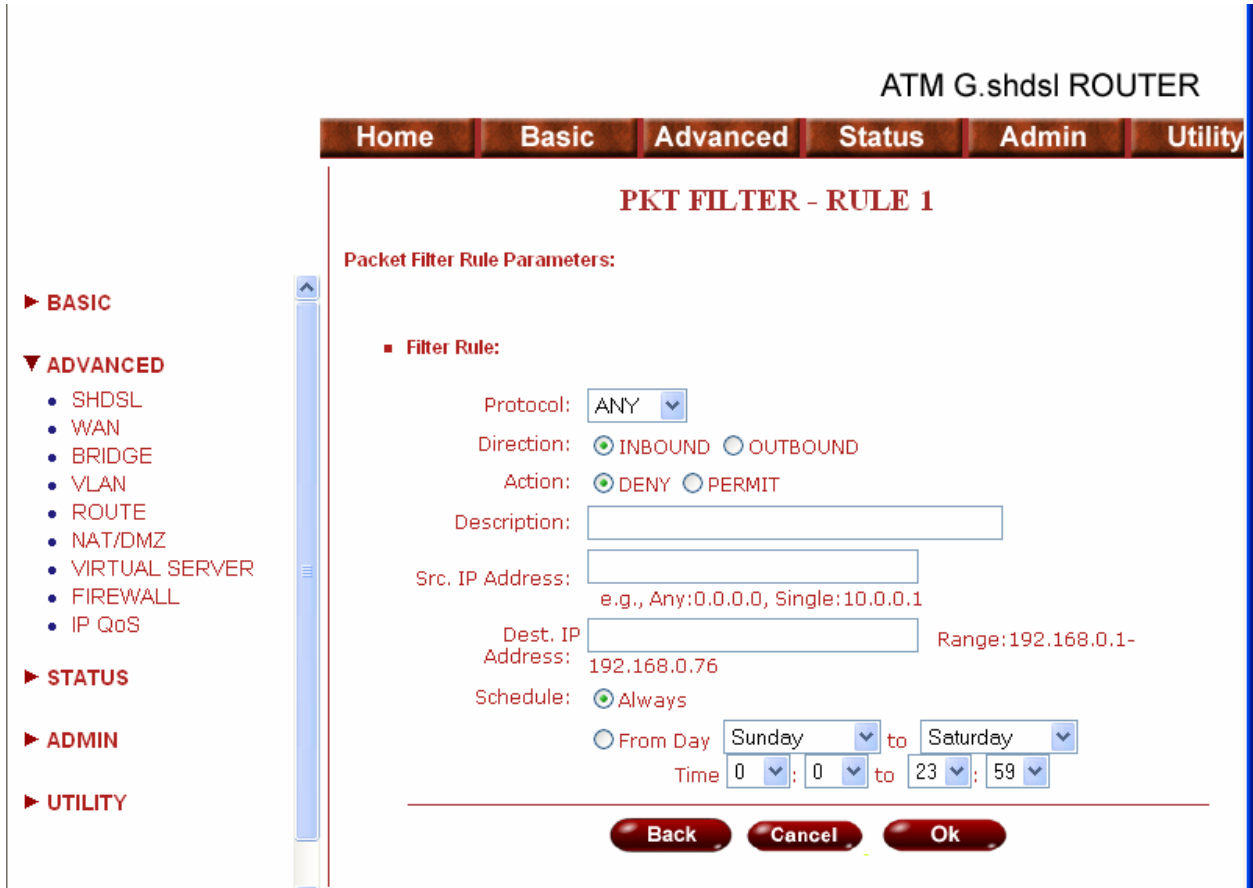 ATM G.shdsl ROUTER
Home Basic Advanced Status Admin Utility
PKT FILTER - RULE 1
Packet Filter Rule Parameters:
BASIC
ADVANCED
SHDSL
WAN
BRIDGE
VLAN
ROUTE
NAT/DMZ
VIRTUAL SERVER
FIREWALL
IP QoS
STATUS
ADMIN
UTILITY
Filter Rule:
Protocol: ANY
Direction: INBOUND OUTBOUND
Action: DENY PERMIT
Description:
Src. IP Address:
e.g., Any:0.0.0.0, Single:10.0.0.1
Dest. IP Address: Range:192.168.0.1-
192.168.0.76
Schedule: Always
From Day Sunday to Saturday
Time 0 : 0 to 23 : 59
Back Cancel Ok